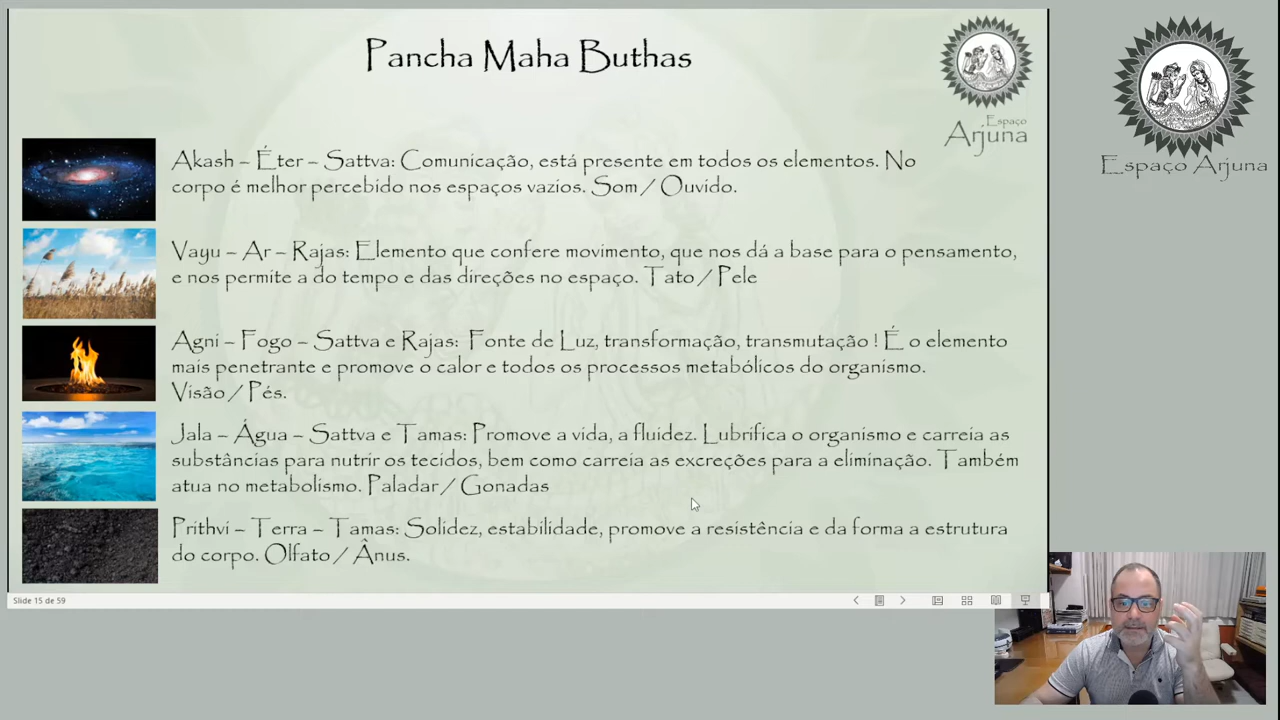 Pancha Maha Buthas
Espaço
Arjuna
Espaço Arjuna
Akash – Éter – Sattva: Comunicação, está presente em todos os elementos. No
corpo é melhor percebido nos espaços vazios. Som / Ouvido.
Vayu – Ar – Rajas: Elemento que confere movimento, que nos dá a base para o pensamento,
e nos permite a do tempo e das direções no espaço. Tato / Pele
Agni – Fogo – Sattva e Rajas: Fonte de Luz, transformação, transmutação ! É o elemento
mais penetrante e promove o calor e todos os processos metabólicos do organismo.
Visão / Pés.
Jala – Água – Sattva e Tamas: Promove a vida, a fluidez. Lubrifica o organismo e carreia as
substâncias para nutrir os tecidos, bem como carreia as excreções para a eliminação. Também
atua no metabolismo. Paladar / Gonadas
Prithvi – Terra – Tamas: Solidez, estabilidade, promove a resistência e da forma a estrutura
do corpo. Olfato / Ânus.
Slide 15 de 59